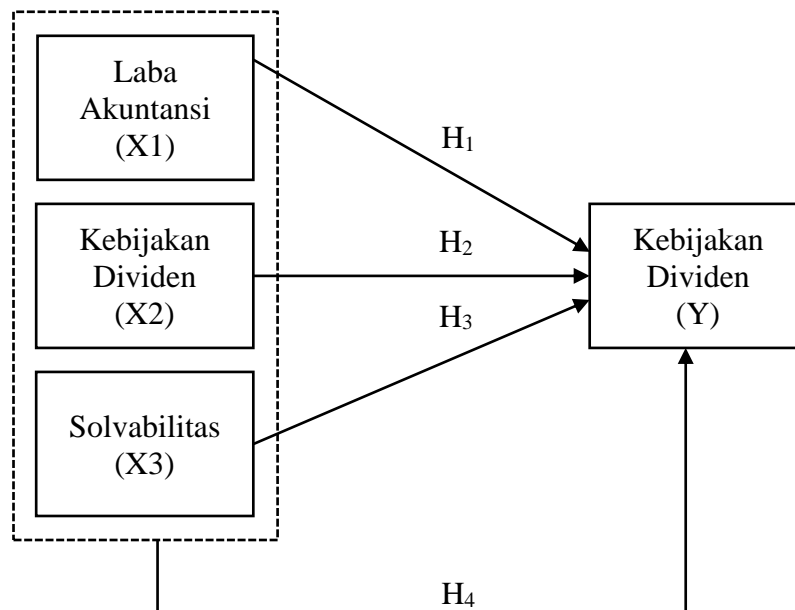 Laba
Akuntansi
(X1)
H₁
Kebijakan
Dividen
(X2)
H₂
Kebijakan
Dividen
(Y)
H₃
Solvabilitas
(X3)
H₄